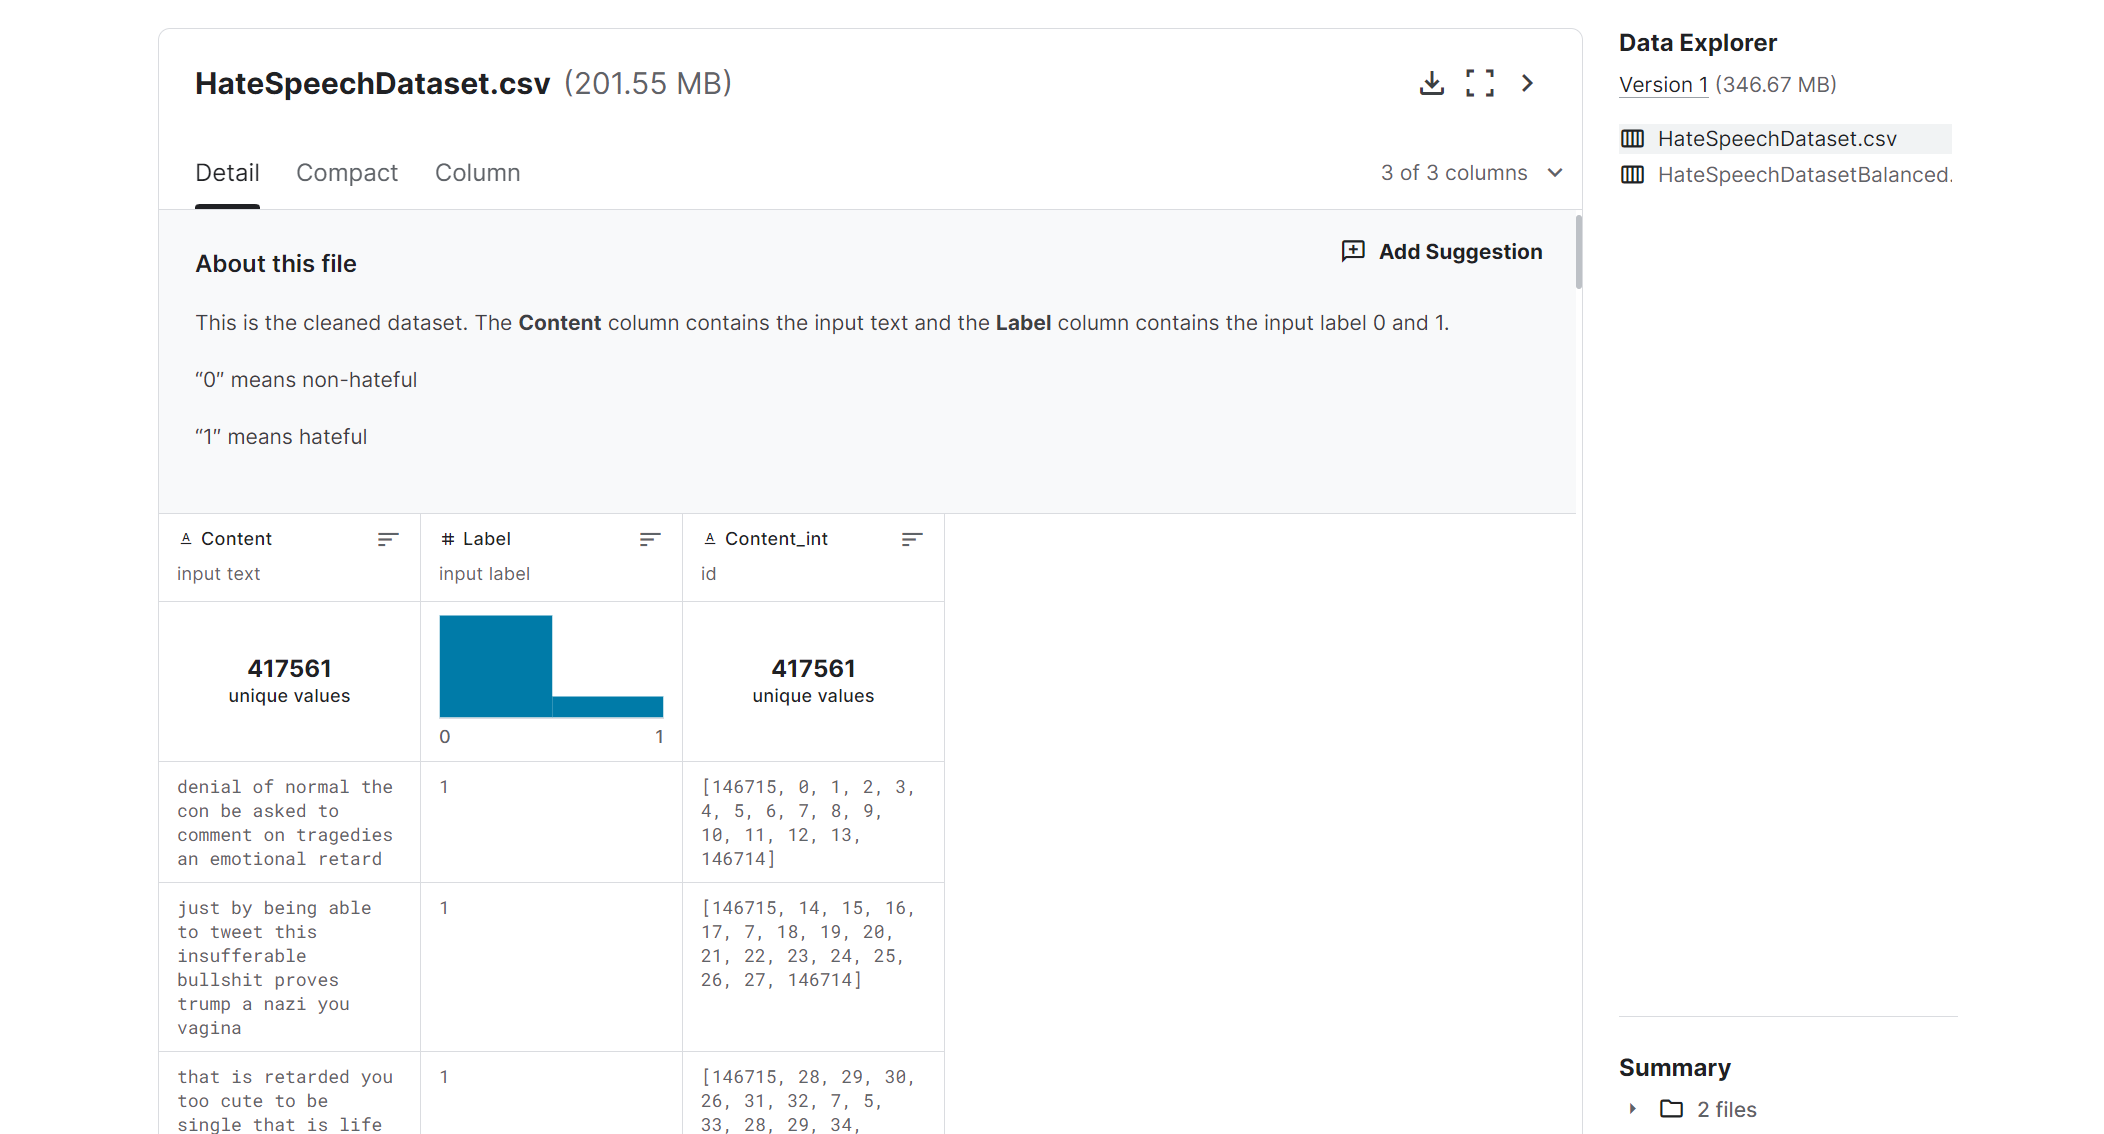 HateSpeechDataset.csv (201.55 MB)
Detail Compact Column
3 of 3 columns
About this file
Add Suggestion
This is the cleaned dataset. The Content column contains the input text and the Label column contains the input label 0 and 1.
“0” means non-hateful
“1” means hateful
A Content
input text
# Label
input label
A Content_int
id
417561
unique values
0 1
417561
unique values
denial of normal the
con be asked to
comment on tragedies
an emotional retard
1
[146715, 0, 1, 2, 3,
4, 5, 6, 7, 8, 9,
10, 11, 12, 13,
146714]
just by being able
to tweet this
insufferable
bullshit proves
trump a nazi you
vagina
1
[146715, 14, 15, 16,
17, 7, 18, 19, 20,
21, 22, 23, 24, 25,
26, 27, 146714]
that is retarded you
too cute to be
single that is life
1
[146715, 28, 29, 30,
26, 31, 32, 7, 5,
33, 28, 29, 34,
Data Explorer
Version 1 (346.67 MB)
HateSpeechDataset.csv
HateSpeechDatasetBalanced.
Summary
2 files